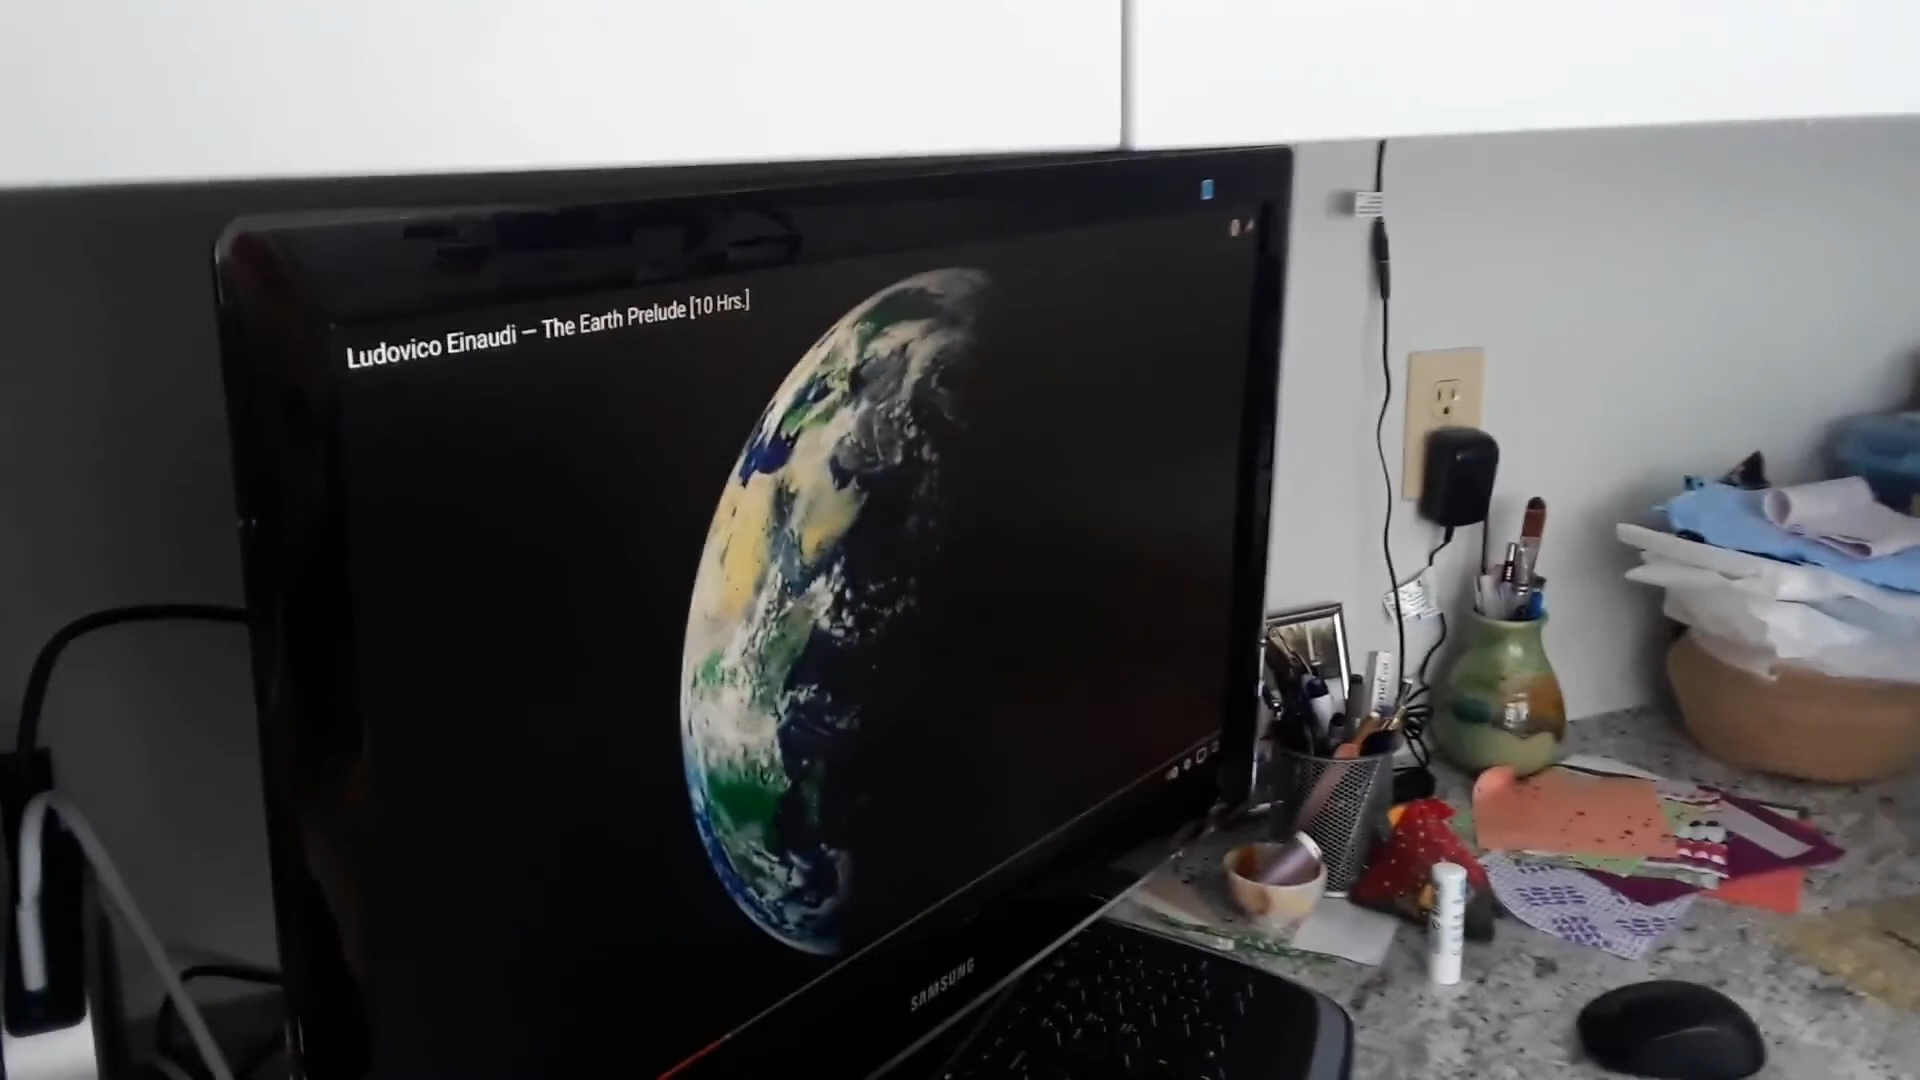 Ludovico Einaudi – The Earth Prelude [10 Hrs.]
SAMSUNG